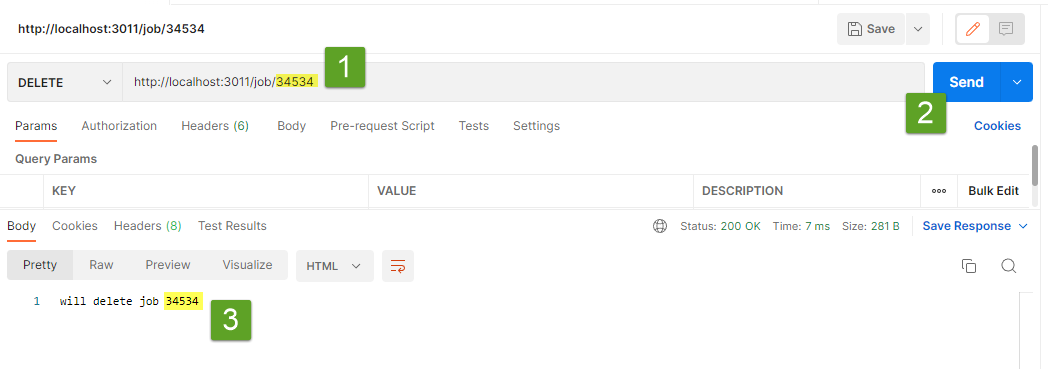 http://localhost:3011/job/34534
Save
DELETE
http://localhost:3011/job/34534
1
Send
2
Params Authorization Headers (6) Body Pre-request Script Tests Settings Cookies
Query Params
KEY VALUE DESCRIPTION ooo Bulk Edit
Body Cookies Headers (8) Test Results Status: 200 OK Time: 7 ms Size: 281 B Save Response
Pretty Raw Preview Visualize HTML
1 will delete job 34534
3